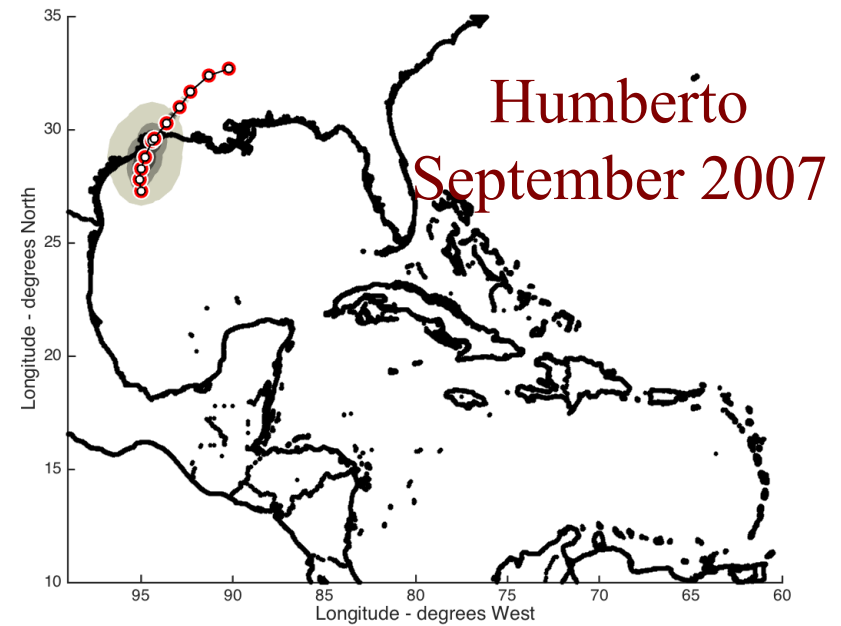 35
Humberto
30
September 2007
25
Longitude - degrees North
20
15
10
95 90 85 80 75 70 65 60
Longitude - degrees West